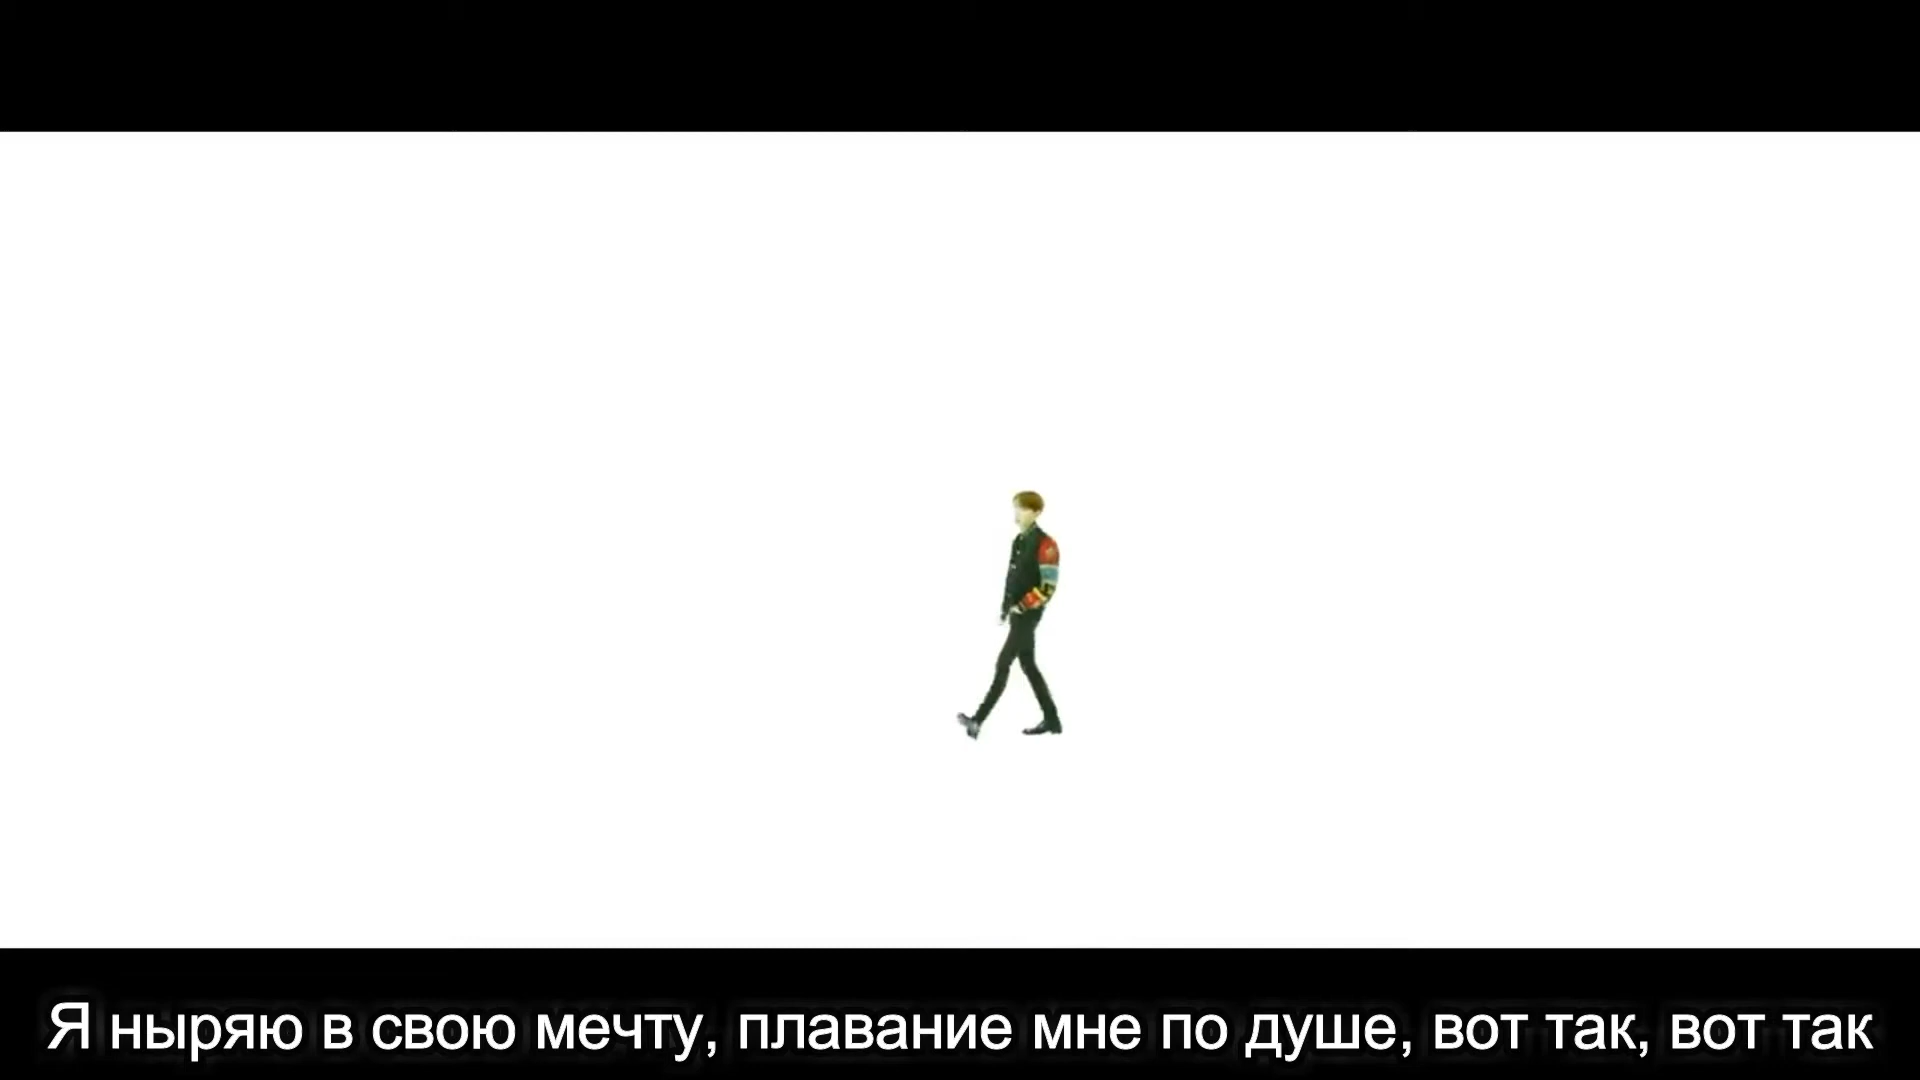 Я ныряю в свою мечту, плавание мне по душе, вот так, вот так